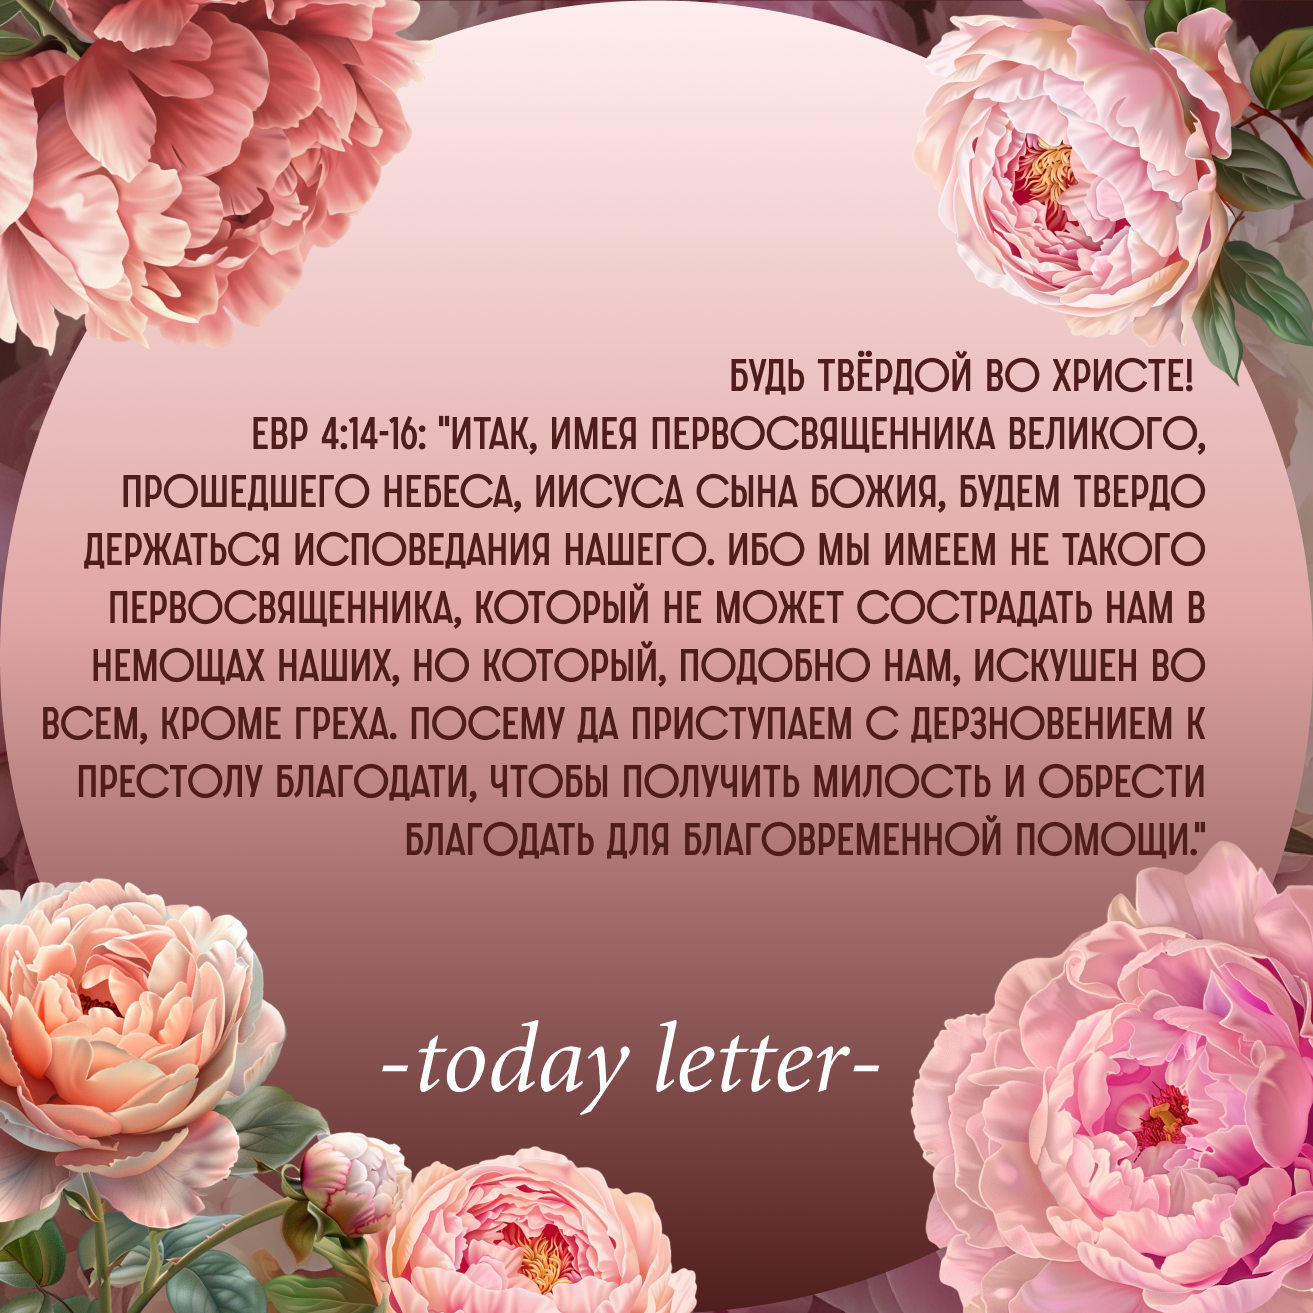 БУДЬ ТВЁРДОЙ ВО ХРИСТЕ!
ЕВР 4:14-16: "ИТАК, ИМЕЯ ПЕРВОСВЯЩЕННИКА ВЕЛИКОГО,
ПРОШЕДШЕГО НЕБЕСА, ИИСУСА СЫНА БОЖИЯ, БУДЕМ ТВЕРДО
ДЕРЖАТЬСЯ ИСПОВЕДАНИЯ НАШЕГО. ИБО МЫ ИМЕЕМ НЕ ТАКОГО
ПЕРВОСВЯЩЕННИКА, КОТОРЫЙ НЕ МОЖЕТ СОСТРАДАТЬ НАМ В
НЕМОЩАХ НАШИХ, НО КОТОРЫЙ, ПОДОБНО НАМ, ИСКУШЕН ВО
ВСЕМ, КРОМЕ ГРЕХА. ПОСЕМУ ДА ПРИСТУПАЕМ С ДЕРЗНОВЕНИЕМ К
ПРЕСТОЛУ БЛАГОДАТИ, ЧТОБЫ ПОЛУЧИТЬ МИЛОСТЬ И ОБРЕСТИ
БЛАГОДАТЬ ДЛЯ БЛАГОВРЕМЕННОЙ ПОМОЩИ."
-today letter-